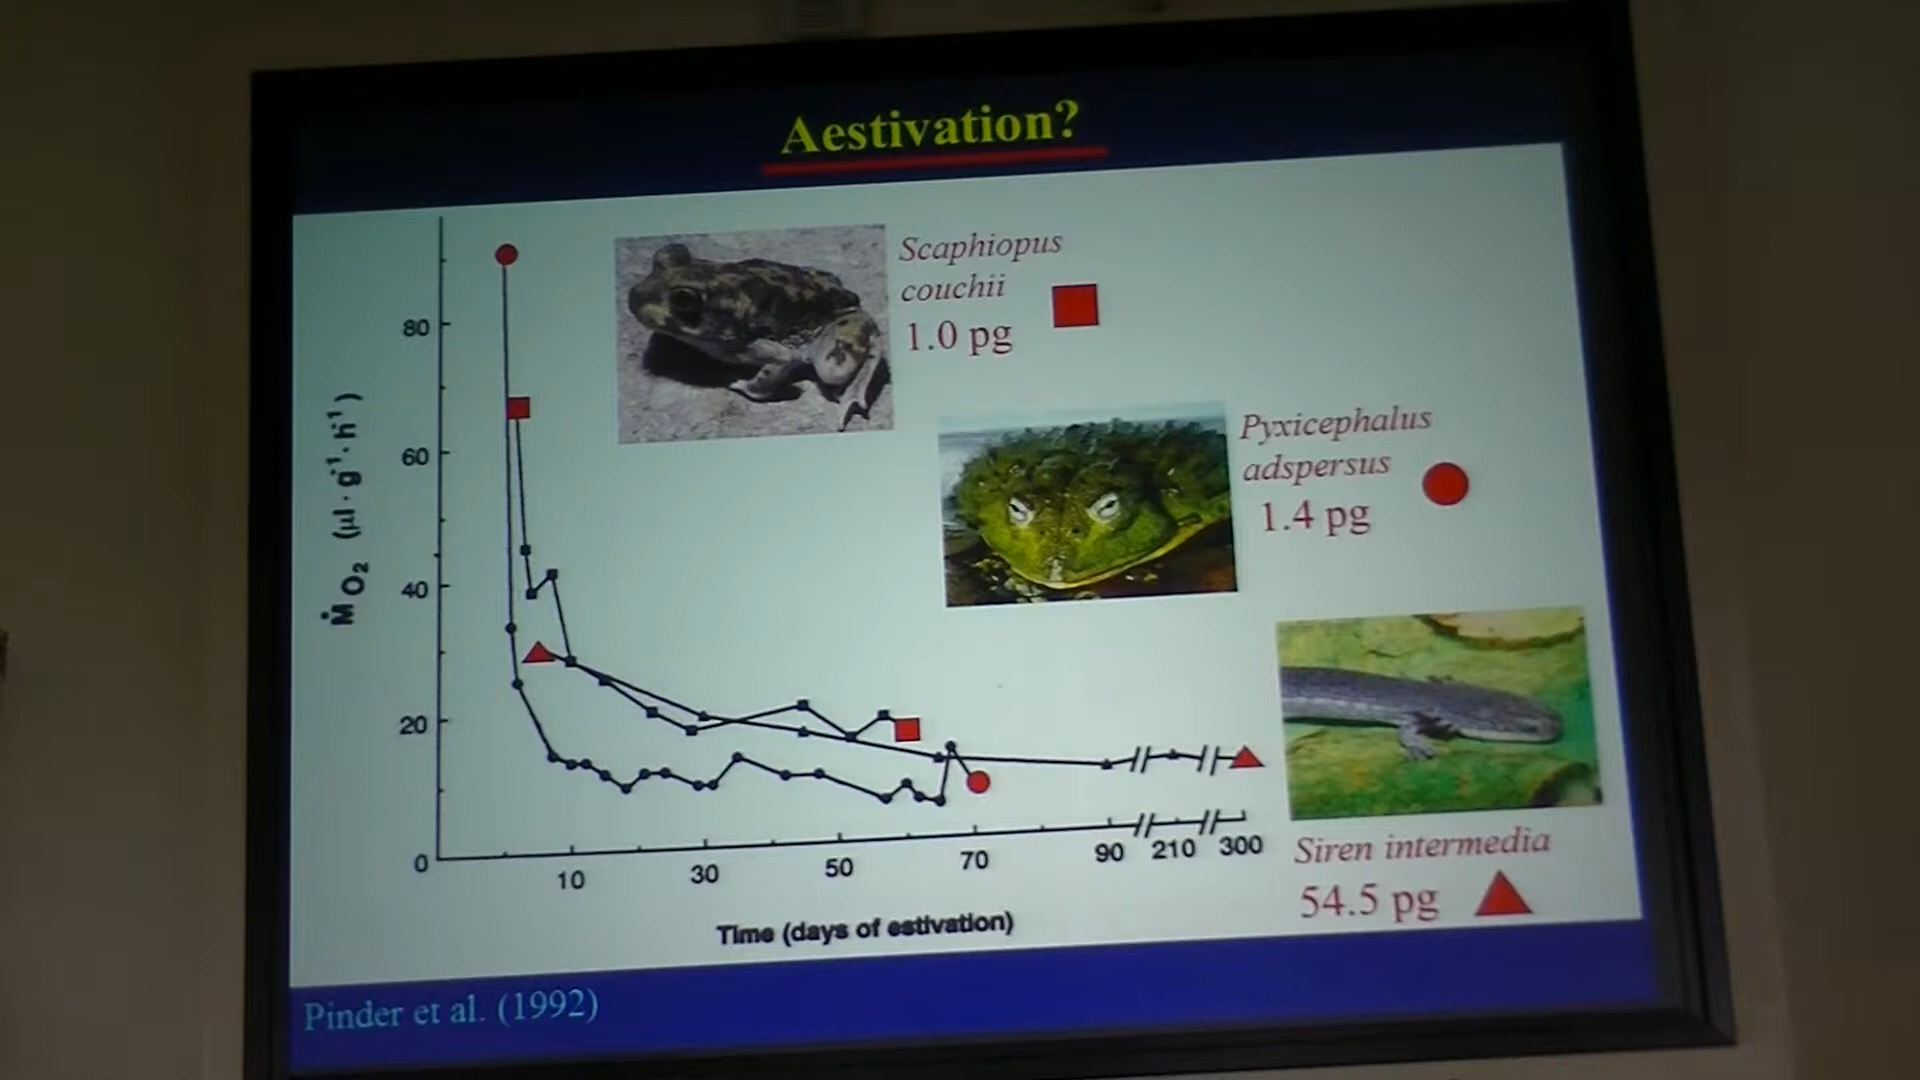 Aestivation?
Scaphiopus
couchii
1.0 pg
Pyxicephalus
adspersus
1.4 pg
Siren intermedia
54.5 pg
ṀO₂ (μl · g⁻¹ · h⁻¹)
80
60
40
20
0
10 30 50 70 90 210 300
Time (days of estivation)
Pinder et al. (1992)